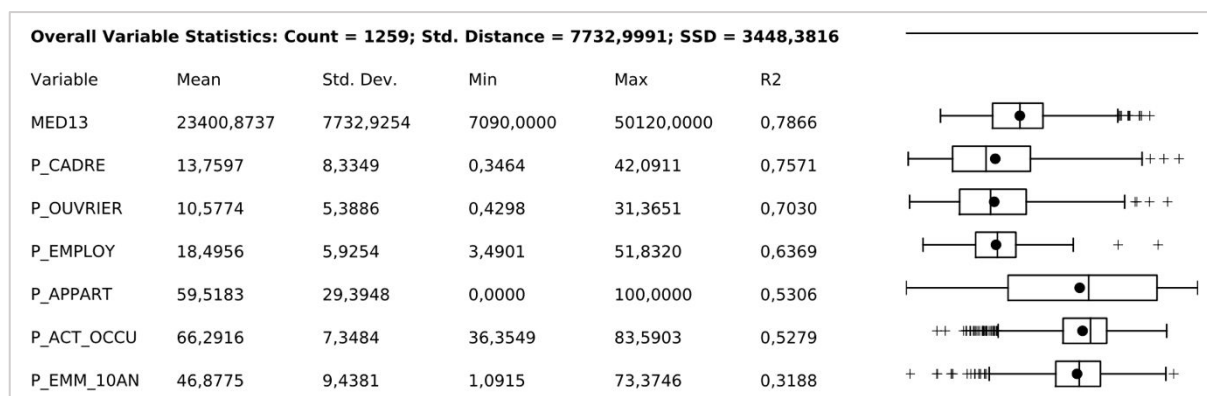 Overall Variable Statistics: Count = 1259; Std. Distance = 7732,9991; SSD = 3448,3816
Variable Mean Std. Dev. Min Max R2
MED13 23400,8737 7732,9254 7090,0000 50120,0000 0,7866
P_CADRE 13,7597 8,3349 0,3464 42,0911 0,7571
P_OUVRIER 10,5774 5,3886 0,4298 31,3651 0,7030
P_EMPLOY 18,4956 5,9254 3,4901 51,8320 0,6369
P_APPART 59,5183 29,3948 0,0000 100,0000 0,5306
P_ACT_OCCU 66,2916 7,3484 36,3549 83,5903 0,5279
P_EMM_10AN 46,8775 9,4381 1,0915 73,3746 0,3188